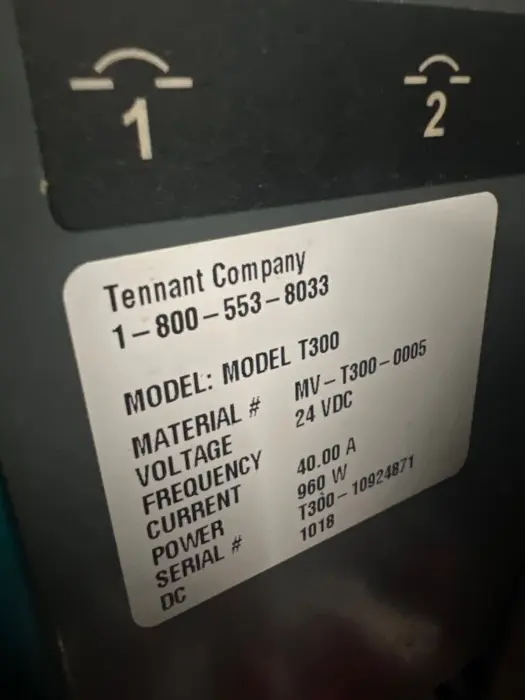 1
2
Tennant Company
1-800-553-8033
MODEL: MODEL T300
MATERIAL # MV-T300-0005
VOLTAGE 24 VDC
FREQUENCY
CURRENT 40.00 A
POWER 960 W
SERIAL # T300-10924871
DC 1018